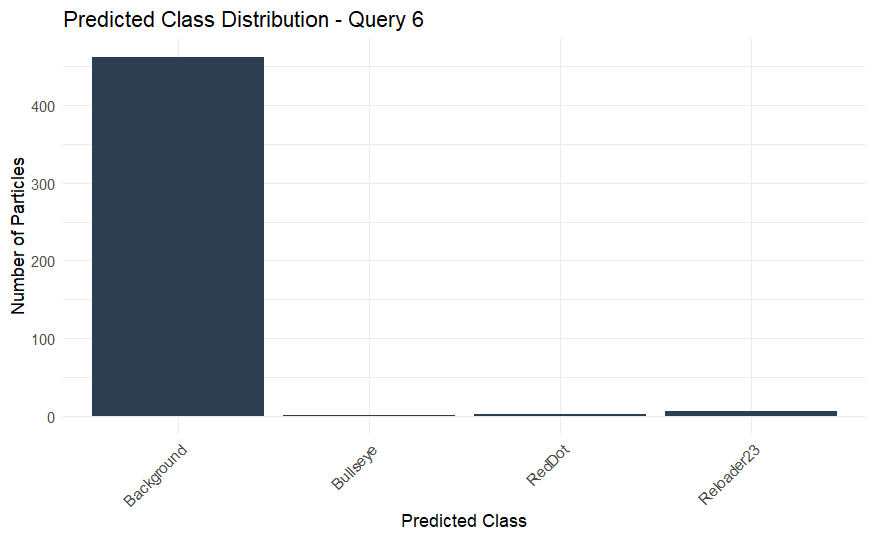 Predicted Class Distribution - Query 6
Number of Particles
400
300
200
100
0
Background
Bullseye
RedDot
Reloader23
Predicted Class